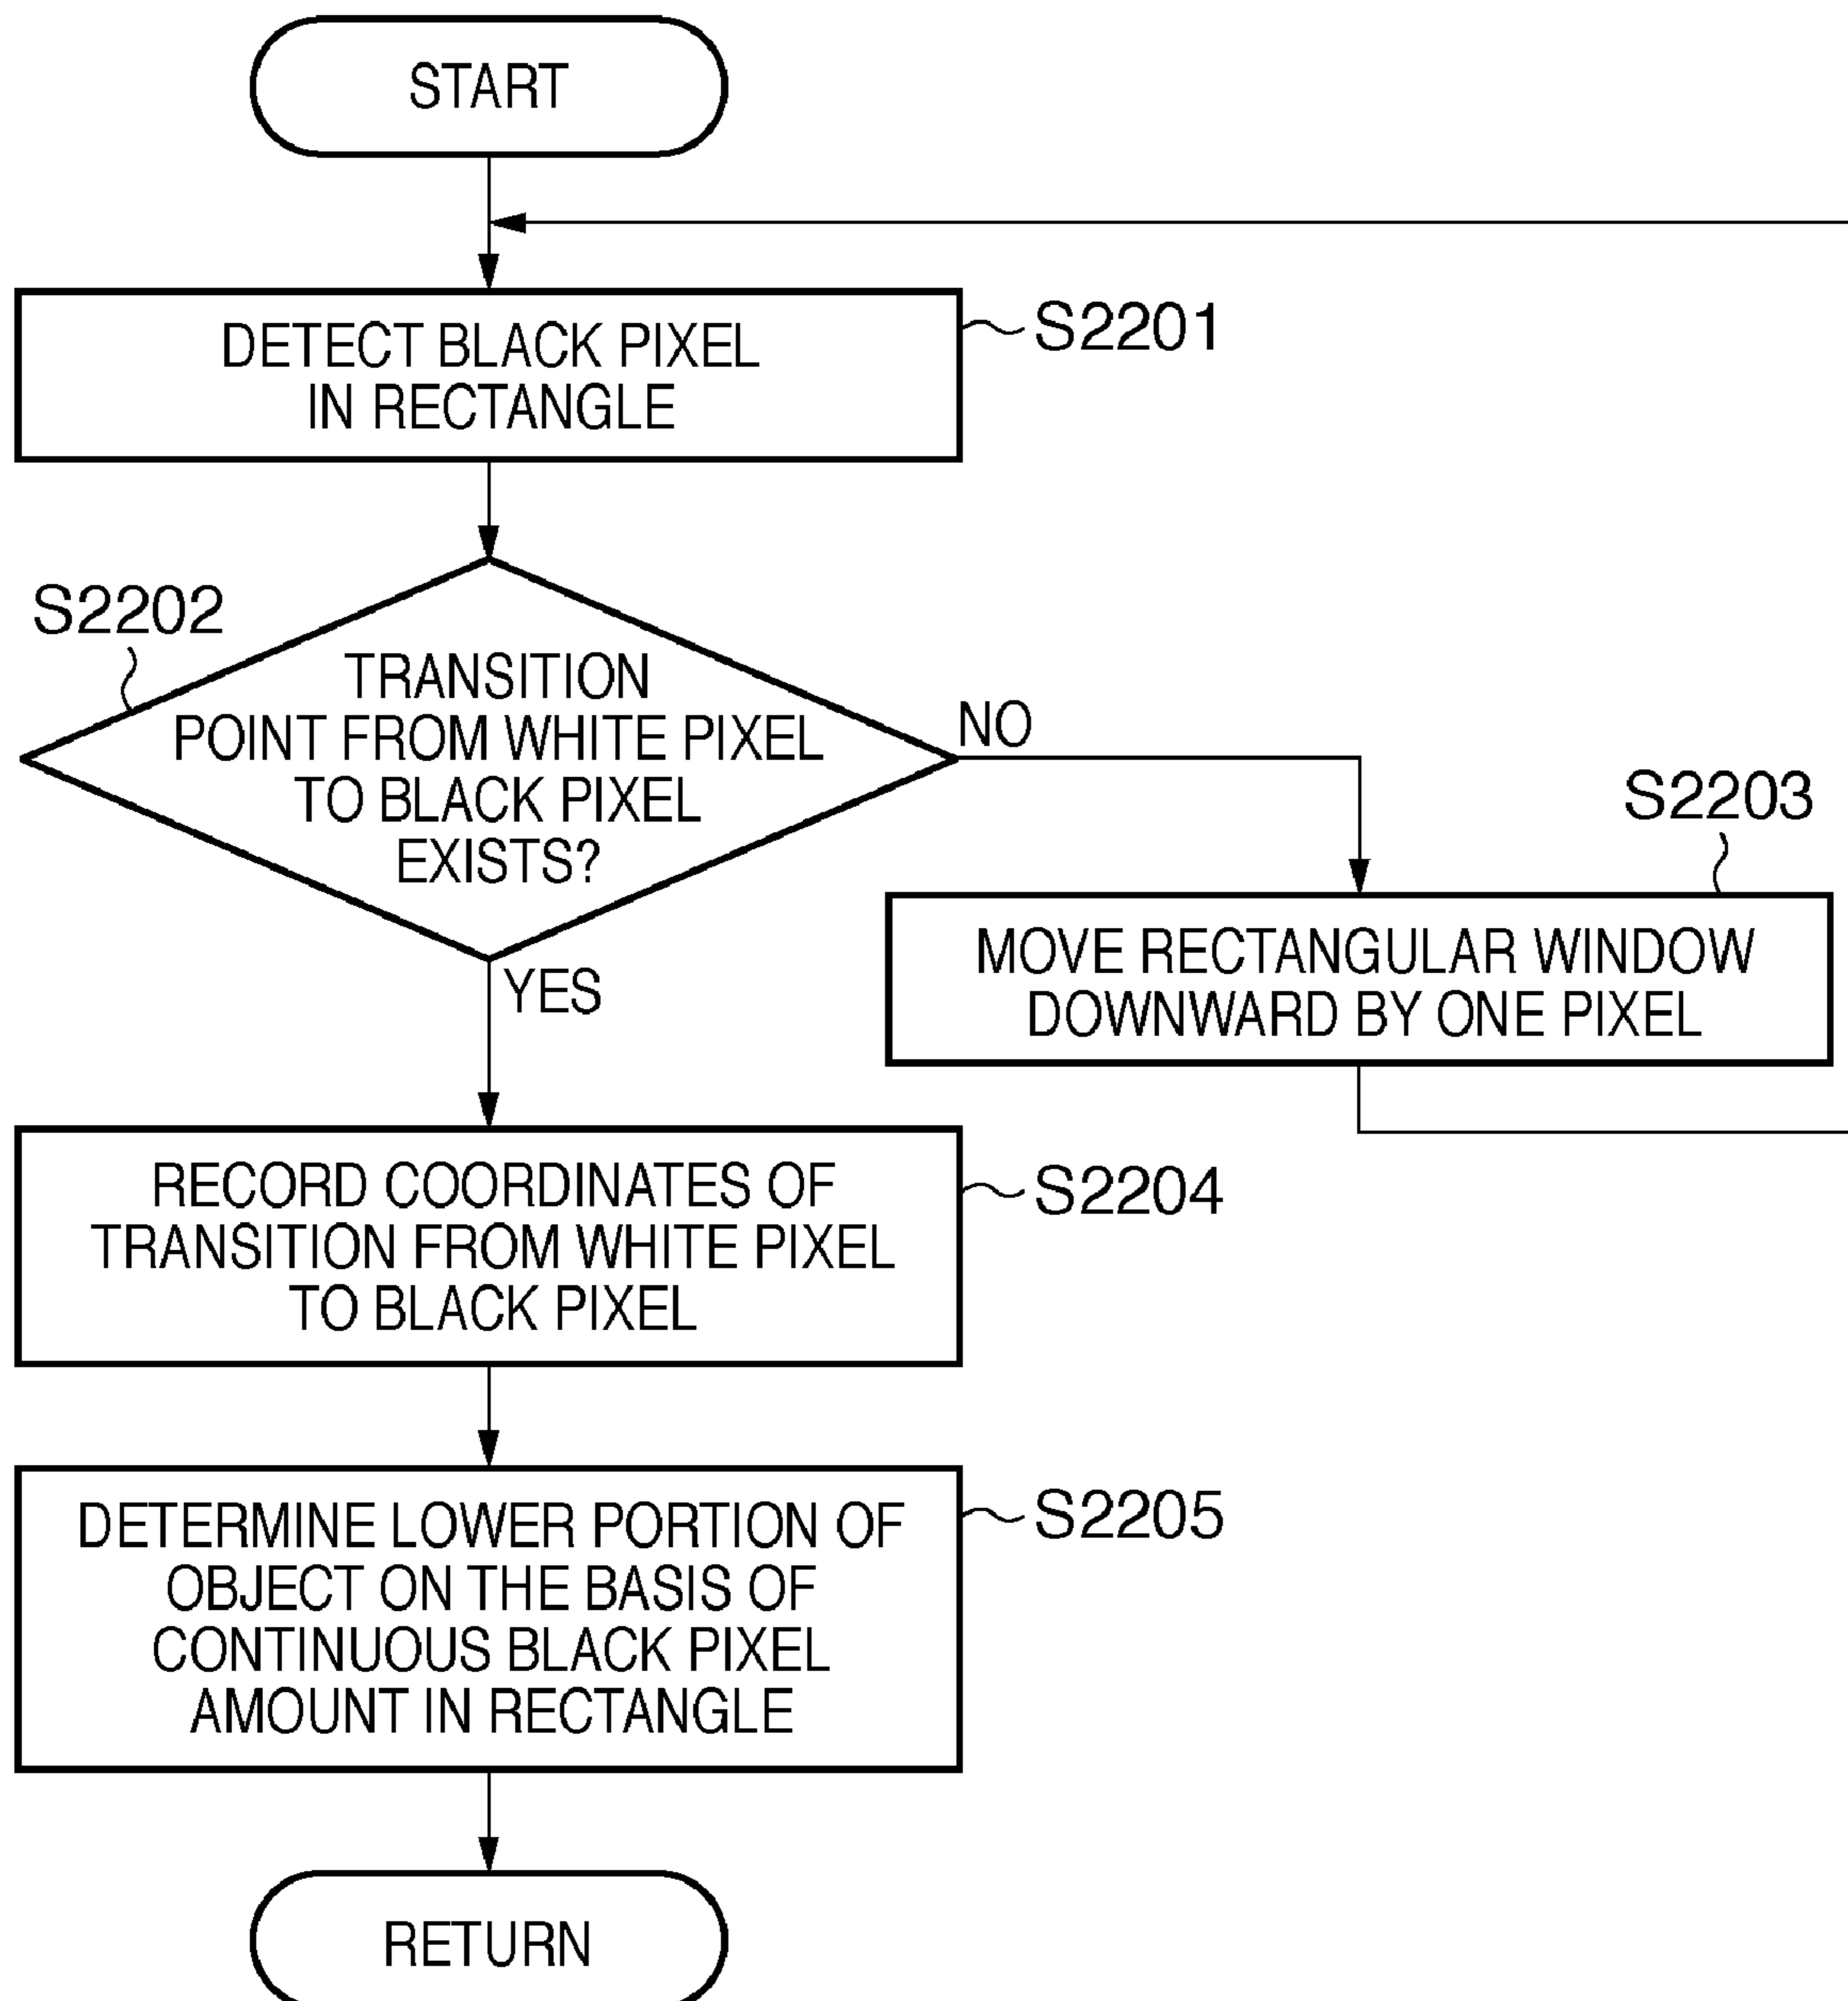 START
DETECT BLACK PIXEL
IN RECTANGLE
S2201
S2202
TRANSITION
POINT FROM WHITE PIXEL
TO BLACK PIXEL
EXISTS?
NO
YES
S2203
MOVE RECTANGULAR WINDOW
DOWNWARD BY ONE PIXEL
RECORD COORDINATES OF
TRANSITION FROM WHITE PIXEL
TO BLACK PIXEL
S2204
DETERMINE LOWER PORTION OF
OBJECT ON THE BASIS OF
CONTINUOUS BLACK PIXEL
AMOUNT IN RECTANGLE
S2205
RETURN